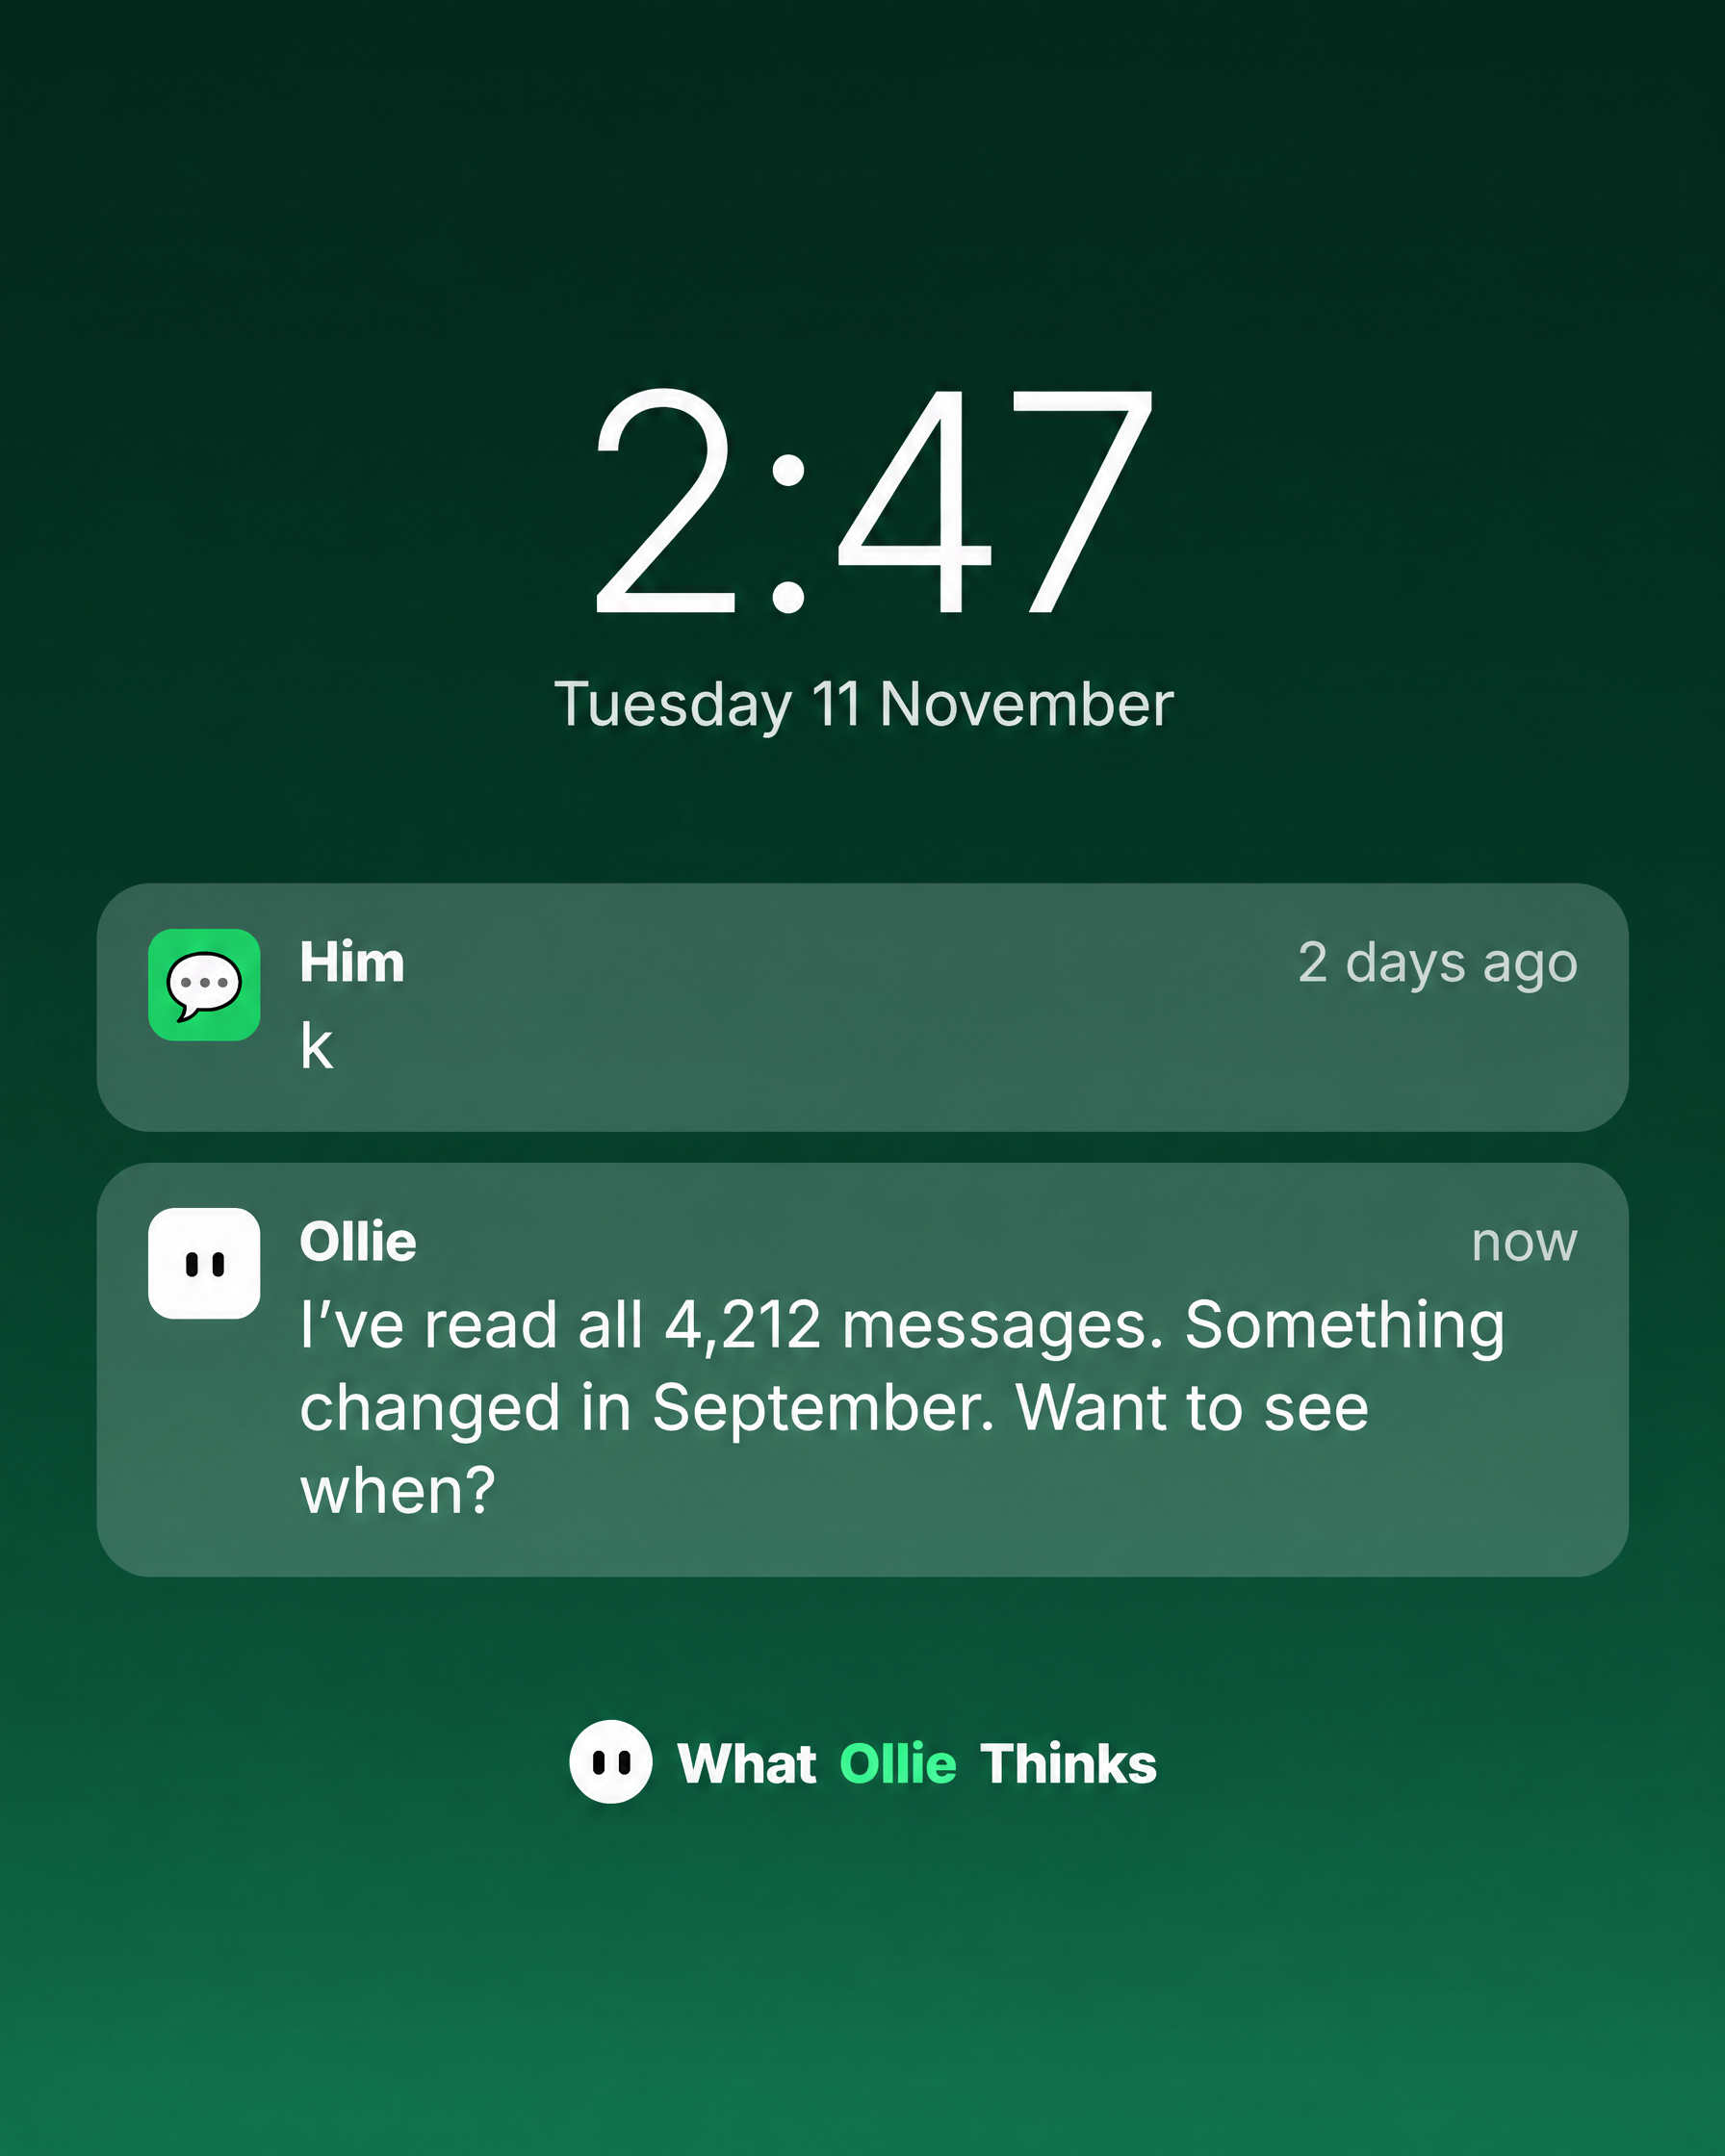 2:47
Tuesday 11 November
Him
2 days ago
k
Ollie
now
I’ve read all 4,212 messages. Something
changed in September. Want to see
when?
What Ollie Thinks